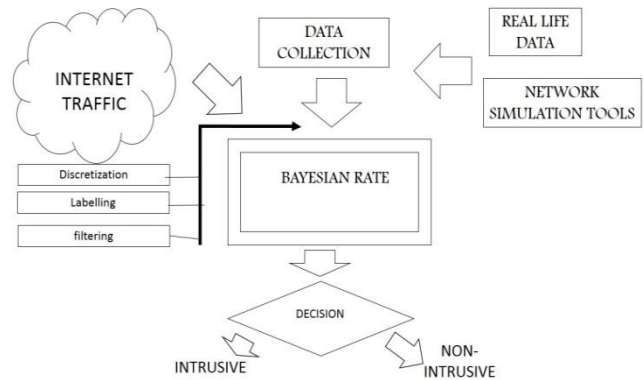 INTERNET
TRAFFIC
DATA
COLLECTION
REAL LIFE
DATA
NETWORK
SIMULATION TOOLS
Discretization
Labelling
filtering
BAYESIAN RATE
DECISION
INTRUSIVE
NON-
INTRUSIVE